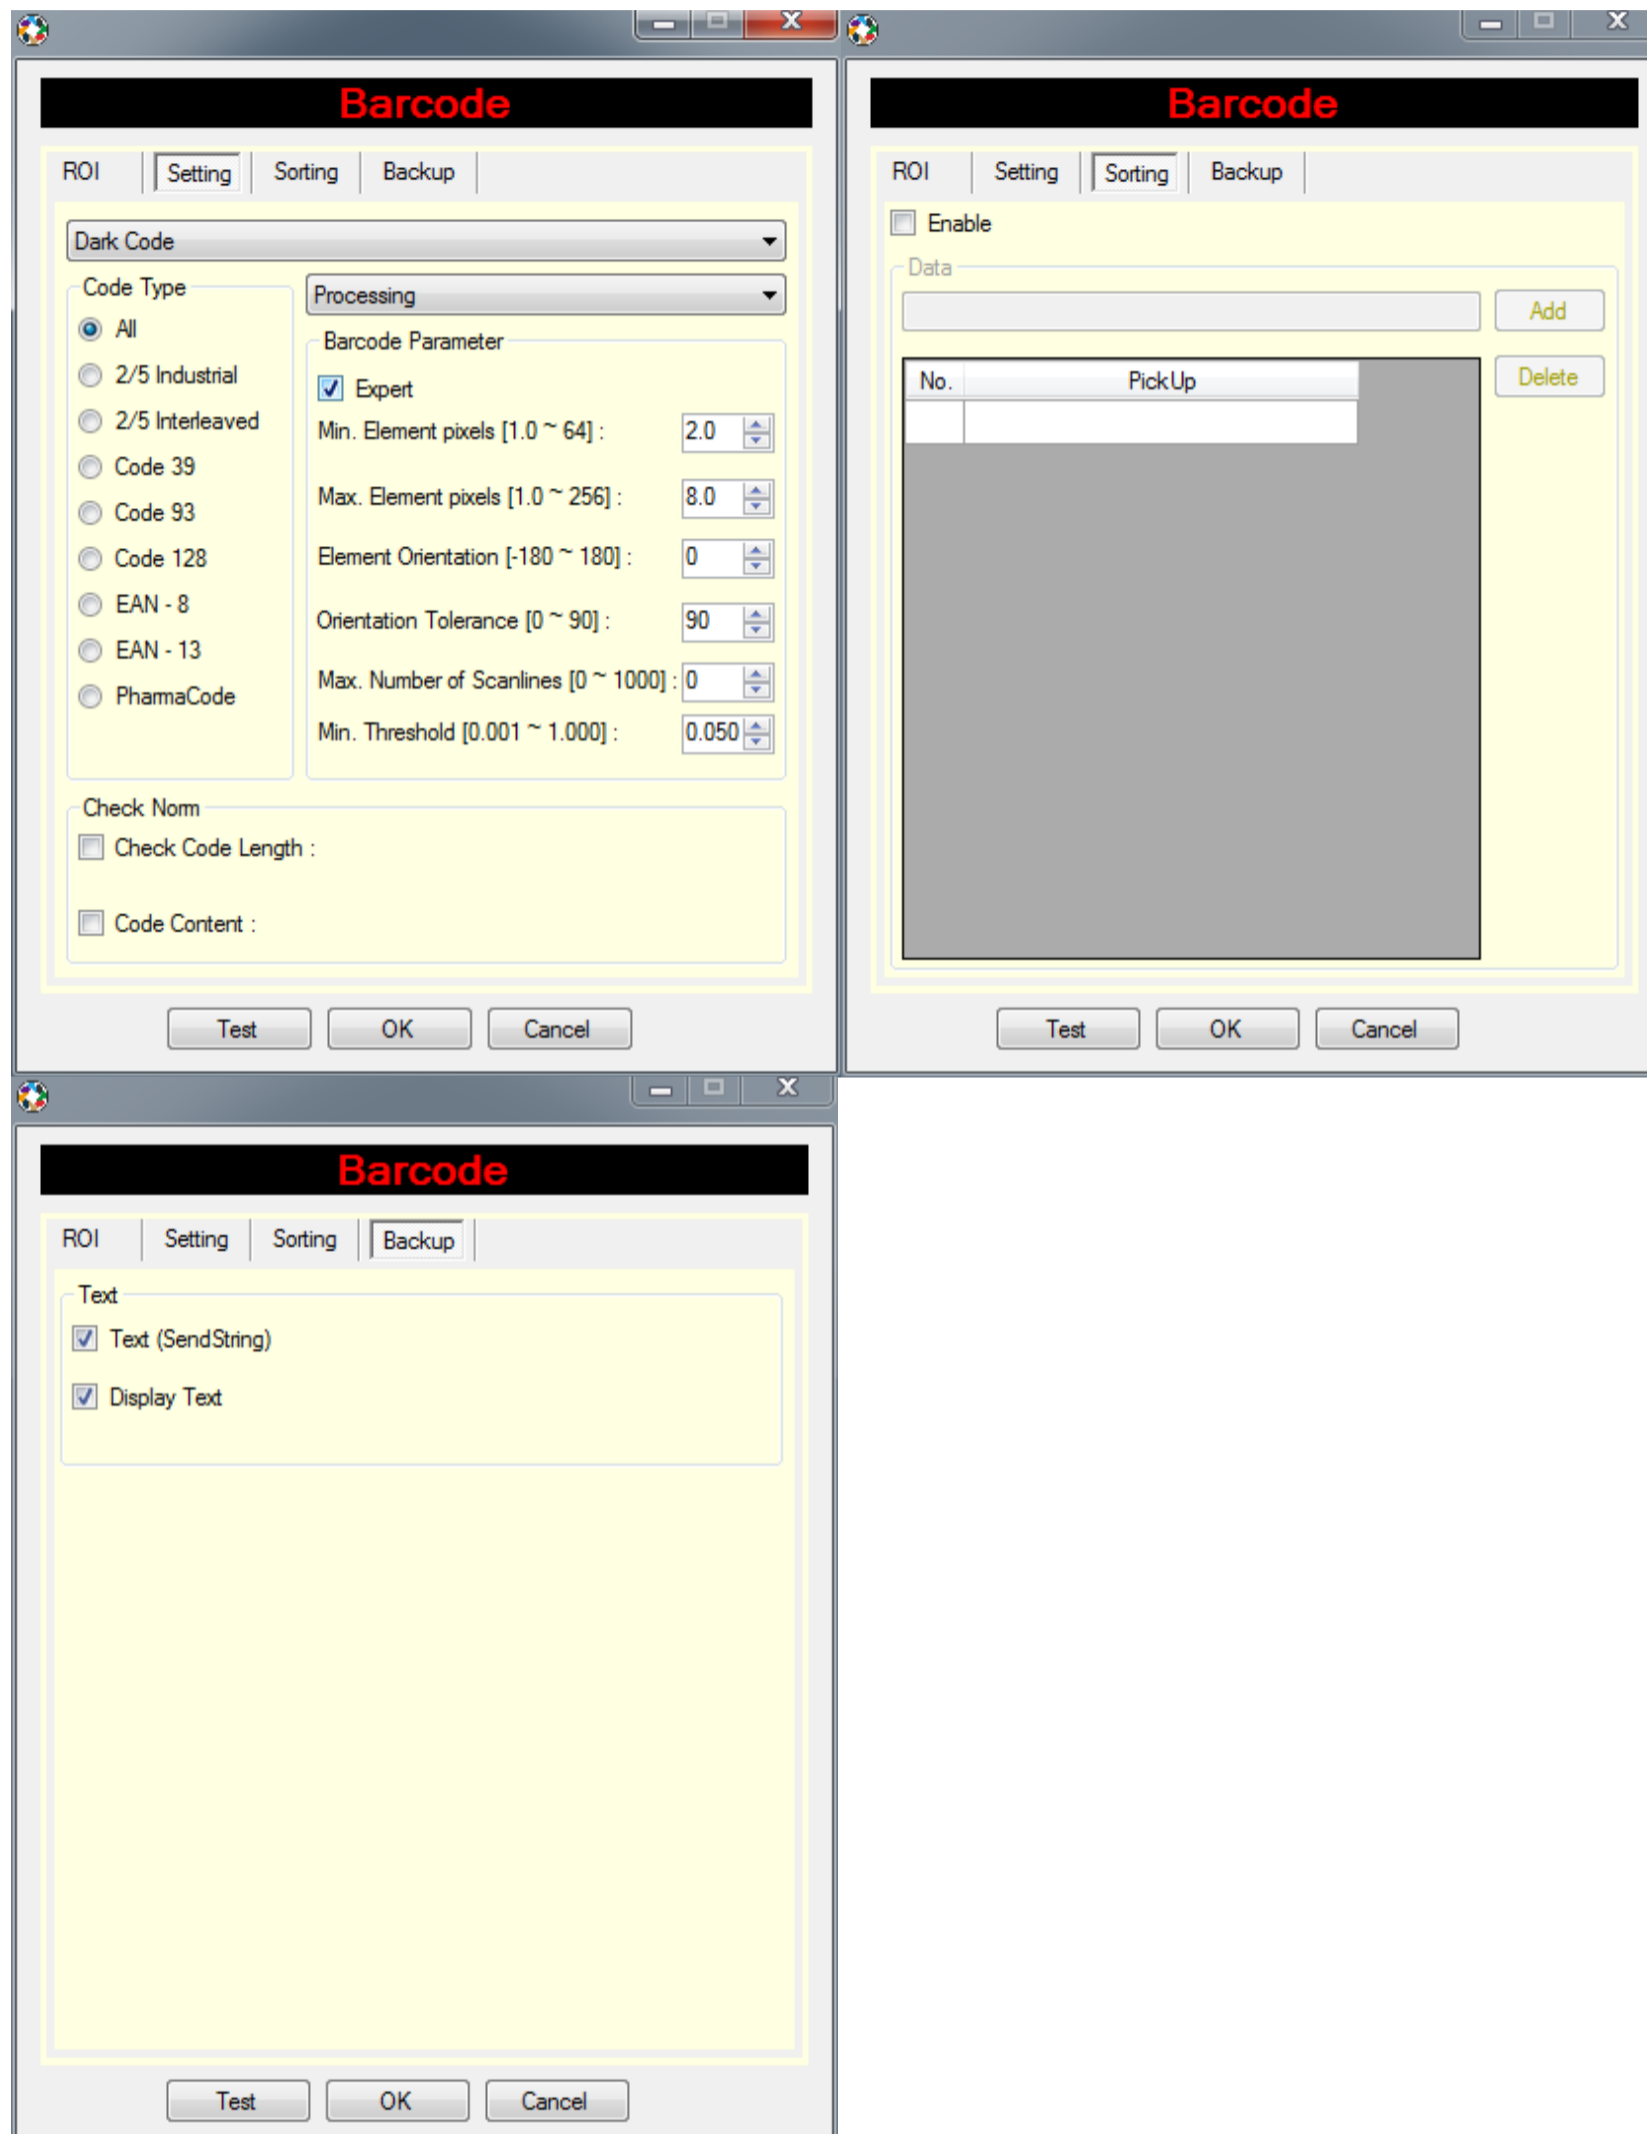 Barcode
ROI Setting Sorting Backup
Dark Code
Code Type
All
2/5 Industrial
2/5 Interleaved
Code 39
Code 93
Code 128
EAN - 8
EAN - 13
PharmaCode
Processing
Barcode Parameter
Expert
Min. Element pixels [1.0 ~ 64] : 2.0
Max. Element pixels [1.0 ~ 256] : 8.0
Element Orientation [-180 ~ 180] : 0
Orientation Tolerance [0 ~ 90] : 90
Max. Number of Scanlines [0 ~ 1000] : 0
Min. Threshold [0.001 ~ 1.000] : 0.050
Check Norm
Check Code Length :
Code Content :
Test OK Cancel
Barcode
ROI Setting Sorting Backup
Enable
Data
Add
No. PickUp
Delete
Test OK Cancel
Barcode
ROI Setting Sorting Backup
Text
Text (SendString)
Display Text
Test OK Cancel